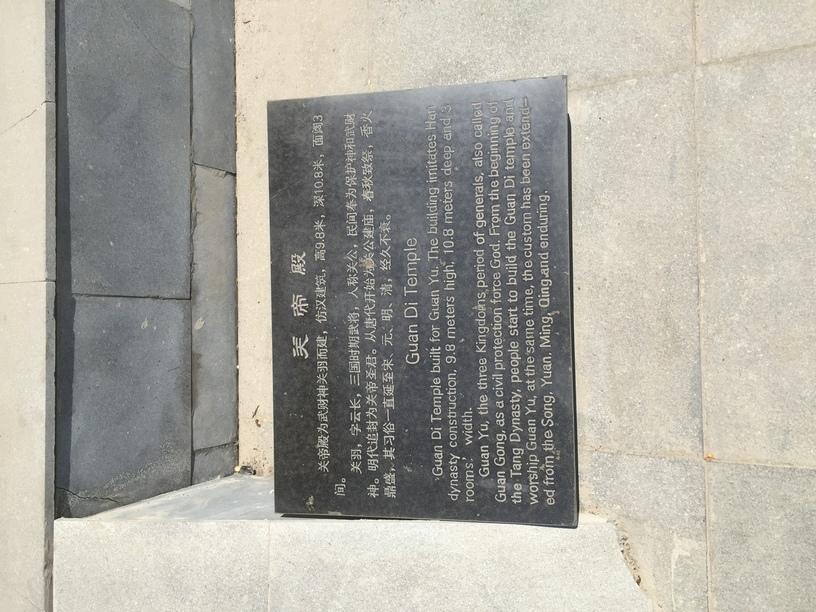 关帝殿
关帝殿为武财神关羽而建，仿汉建筑，高9.8米，深10.8米，面阔3
间。
关羽，字云长，三国时期武将，人称关公，民间奉为保护神和武财
神。明代追封为关帝圣君。从唐代开始为关公建庙，春秋致祭，香火
鼎盛，其习俗一直延至宋、元、明、清，经久不衰。
Guan Di Temple
Guan Di Temple built for Guan Yu. The building imitates Han
dynasty construction, 9.8 meters high, 10.8 meters deep and 3
rooms' width.
Guan Yu, the three Kingdoms period of generals, also called
Guan Gong, as a civil protection force God. From the beginning of
the Tang Dynasty, people start to build the Guan Di temple and
worship Guan Yu, at the same time, the custom has been extend-
ed from the Song, Yuan, Ming, Qing,and enduring.